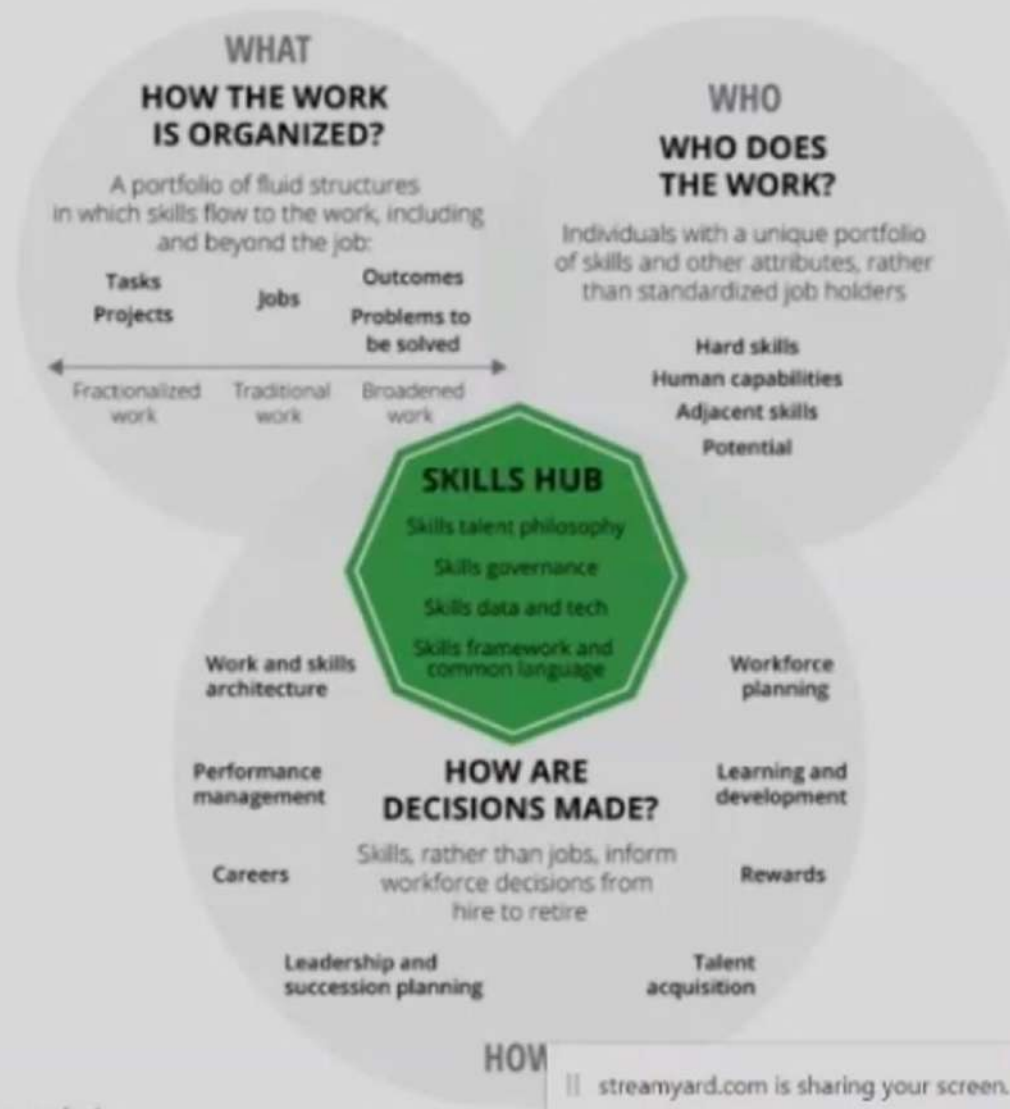 WHAT
HOW THE WORK
IS ORGANIZED?
A portfolio of fluid structures
in which skills flow to the work, including
and beyond the job:
Tasks
Projects
Jobs
Outcomes
Problems to
be solved
Fractionalized
work
Traditional
work
Broadened
work
WHO
WHO DOES
THE WORK?
Individuals with a unique portfolio
of skills and other attributes, rather
than standardized job holders
Hard skills
Human capabilities
Adjacent skills
Potential
SKILLS HUB
Skills talent philosophy
Skills governance
Skills data and tech
Skills framework and
common language
Work and skills
architecture
Performance
management
Careers
Leadership and
succession planning
HOW ARE
DECISIONS MADE?
Skills, rather than jobs, inform
workforce decisions from
hire to retire
Workforce
planning
Learning and
development
Rewards
Talent
acquisition
HOW
streamyard.com is sharing your screen.